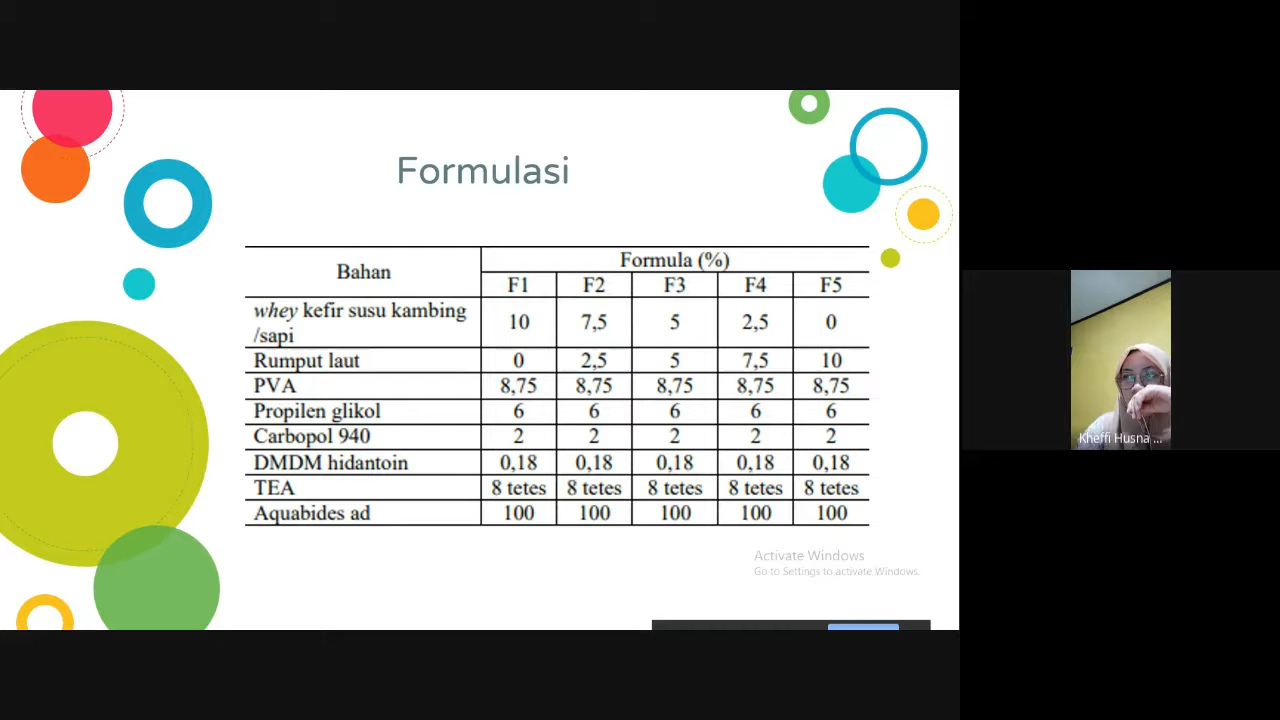 Formulasi
Bahan Formula (%)
F1 F2 F3 F4 F5
whey kefir susu kambing
/sapi 10 7,5 5 2,5 0
Rumput laut 0 2,5 5 7,5 10
PVA 8,75 8,75 8,75 8,75 8,75
Propilen glikol 6 6 6 6 6
Carbopol 940 2 2 2 2 2
DMDM hidantoin 0,18 0,18 0,18 0,18 0,18
TEA 8 tetes 8 tetes 8 tetes 8 tetes 8 tetes
Aquabides ad 100 100 100 100 100
Activate Windows
Go to Settings to activate Windows.
Kheffi Husna ...